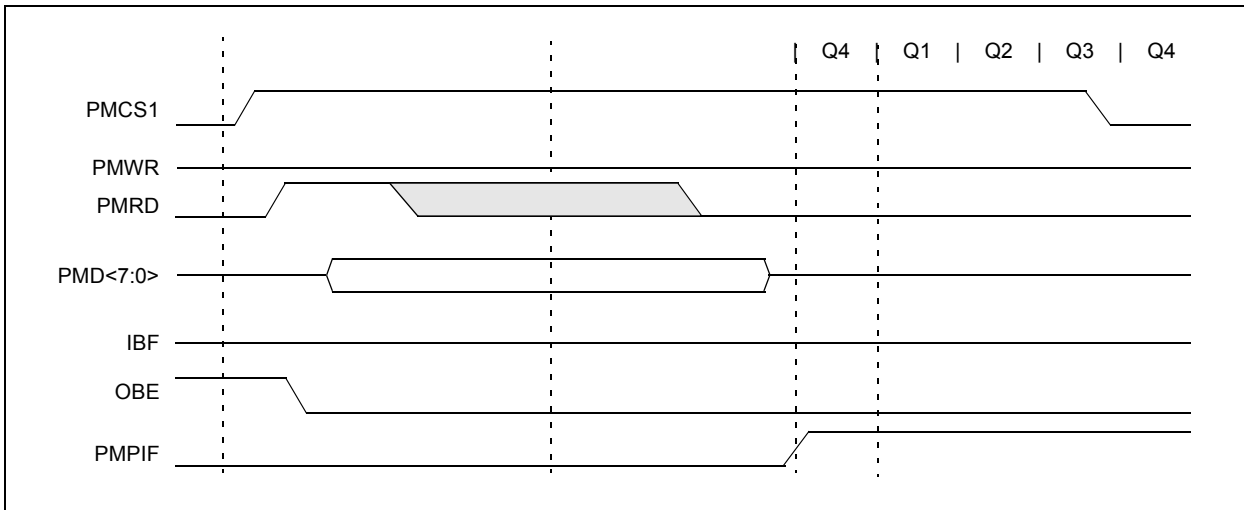 | Q4 | Q1 | Q2 | Q3 | Q4
PMCS1
PMWR
PMRD
PMD<7:0>
IBF
OBE
PMPIF